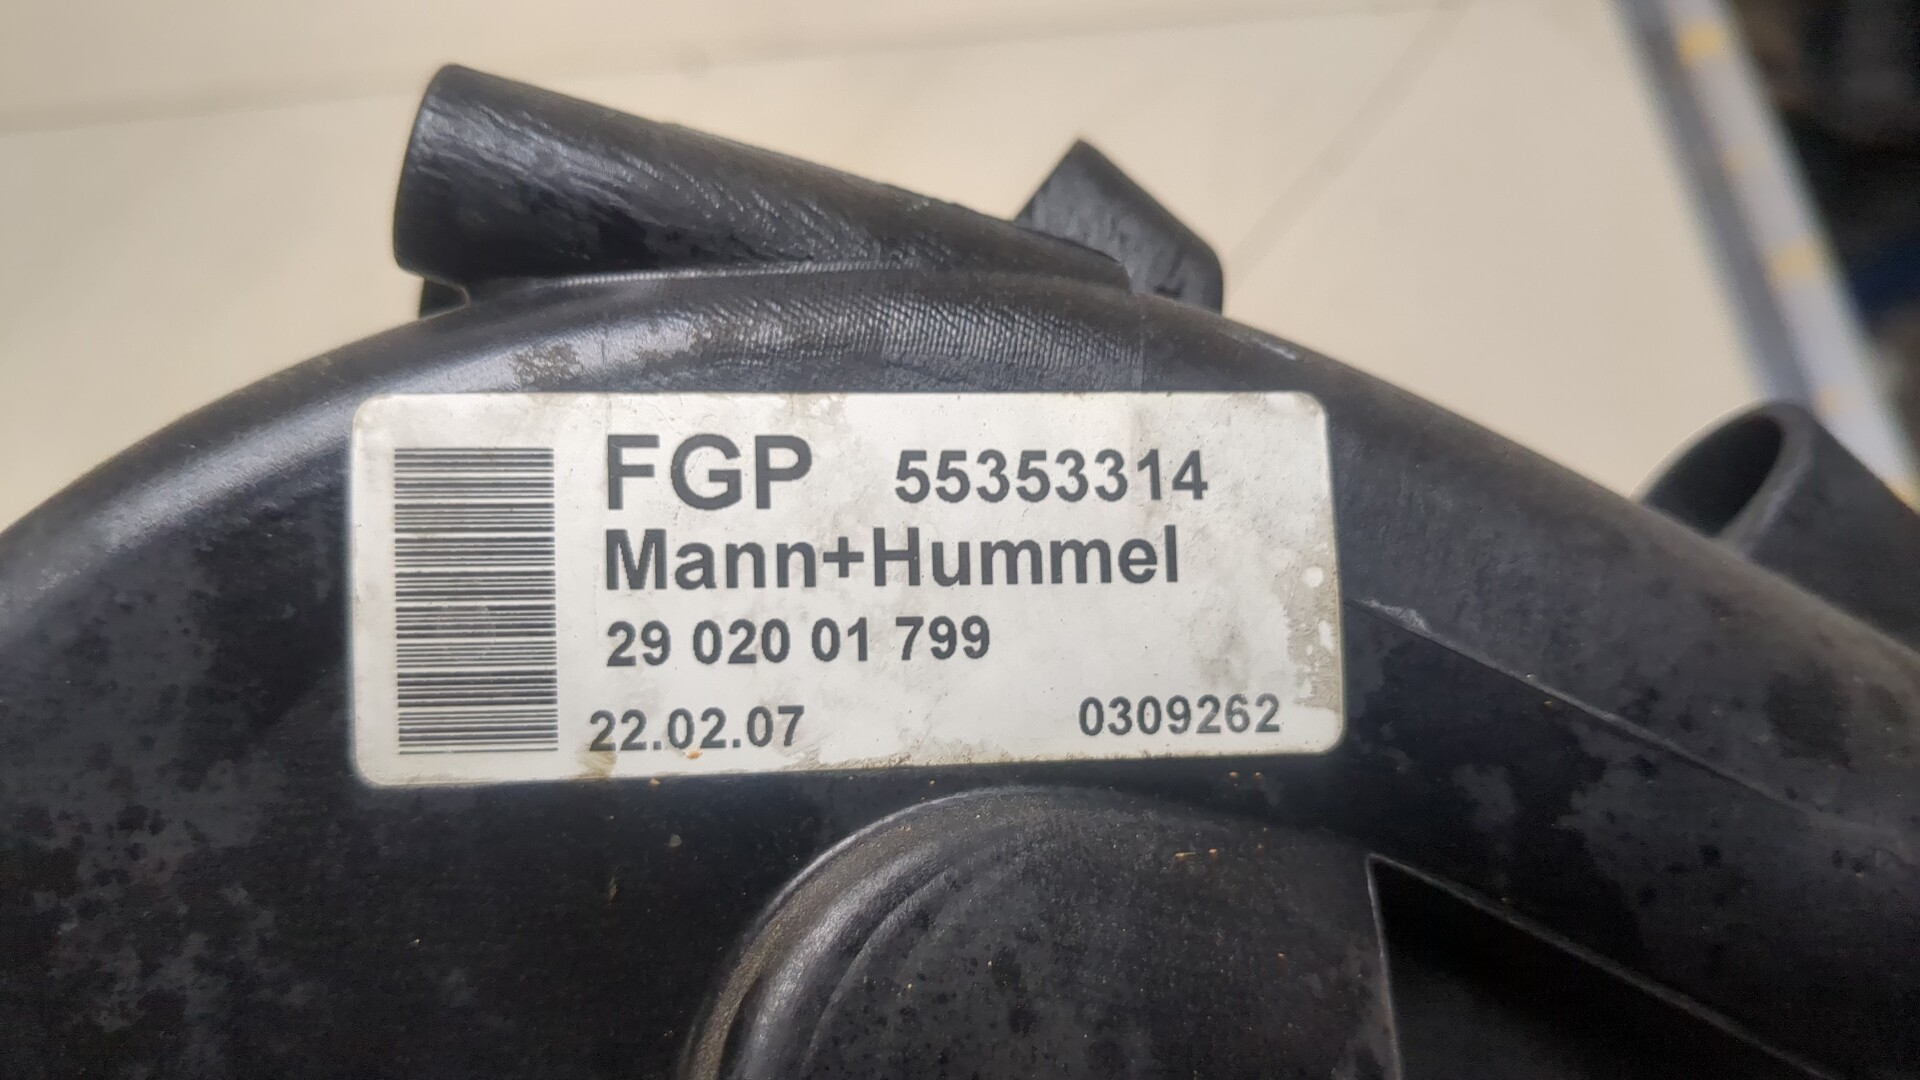 FGP 55353314
Mann+Hummel
29 020 01 799
22.02.07 0309262